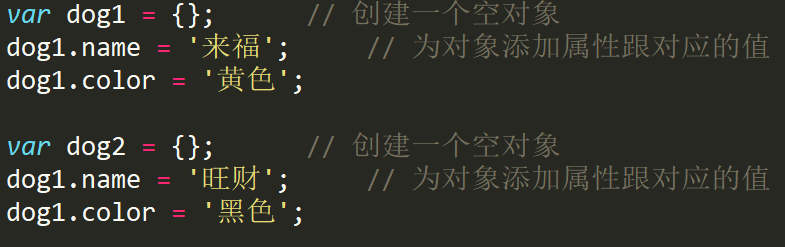 var dog1 = {};      // 创建一个空对象
dog1.name = '来福';     // 为对象添加属性跟对应的值
dog1.color = '黄色';
var dog2 = {};      // 创建一个空对象
dog1.name = '旺财';     // 为对象添加属性跟对应的值
dog1.color = '黑色';